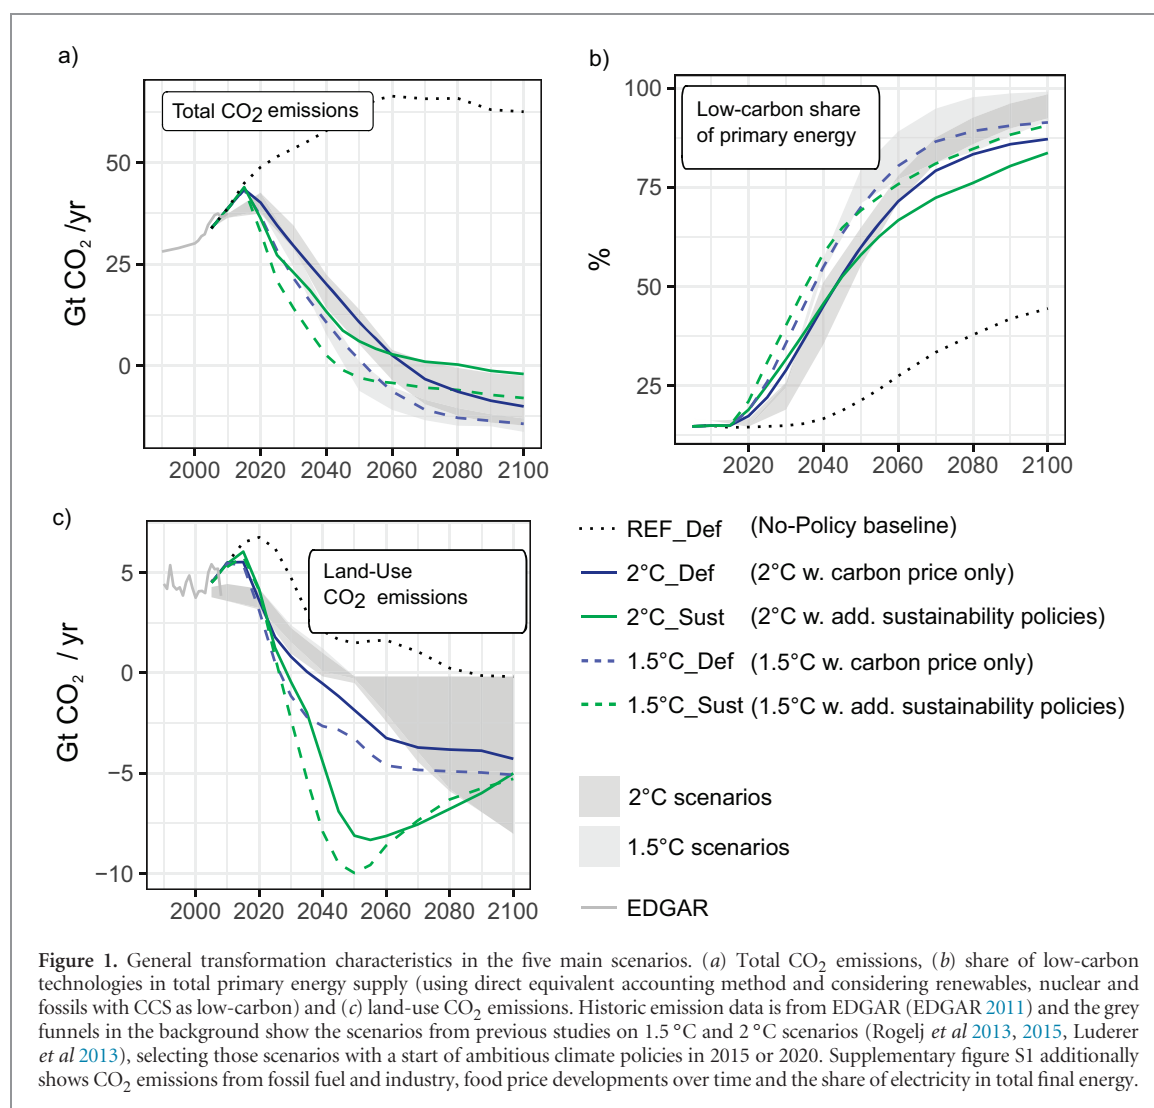 a)
Total CO2 emissions
Gt CO2 /yr
50
25
0
2000 2020 2040 2060 2080 2100
b)
Low-carbon share
of primary energy
%
100
75
50
25
2020 2040 2060 2080 2100
c)
Land-Use
CO2 emissions
Gt CO2 / yr
5
0
−5
−10
2000 2020 2040 2060 2080 2100
REF_Def (No-Policy baseline)
2°C_Def (2°C w. carbon price only)
2°C_Sust (2°C w. add. sustainability policies)
1.5°C_Def (1.5°C w. carbon price only)
1.5°C_Sust (1.5°C w. add. sustainability policies)
2°C scenarios
1.5°C scenarios
EDGAR
Figure 1. General transformation characteristics in the five main scenarios. (a) Total CO2 emissions, (b) share of low-carbon
technologies in total primary energy supply (using direct equivalent accounting method and considering renewables, nuclear and
fossils with CCS as low-carbon) and (c) land-use CO2 emissions. Historic emission data is from EDGAR (EDGAR 2011) and the grey
funnels in the background show the scenarios from previous studies on 1.5 °C and 2 °C scenarios (Rogelj et al 2013, 2015, Luderer
et al 2013), selecting those scenarios with a start of ambitious climate policies in 2015 or 2020. Supplementary figure S1 additionally
shows CO2 emissions from fossil fuel and industry, food price developments over time and the share of electricity in total final energy.